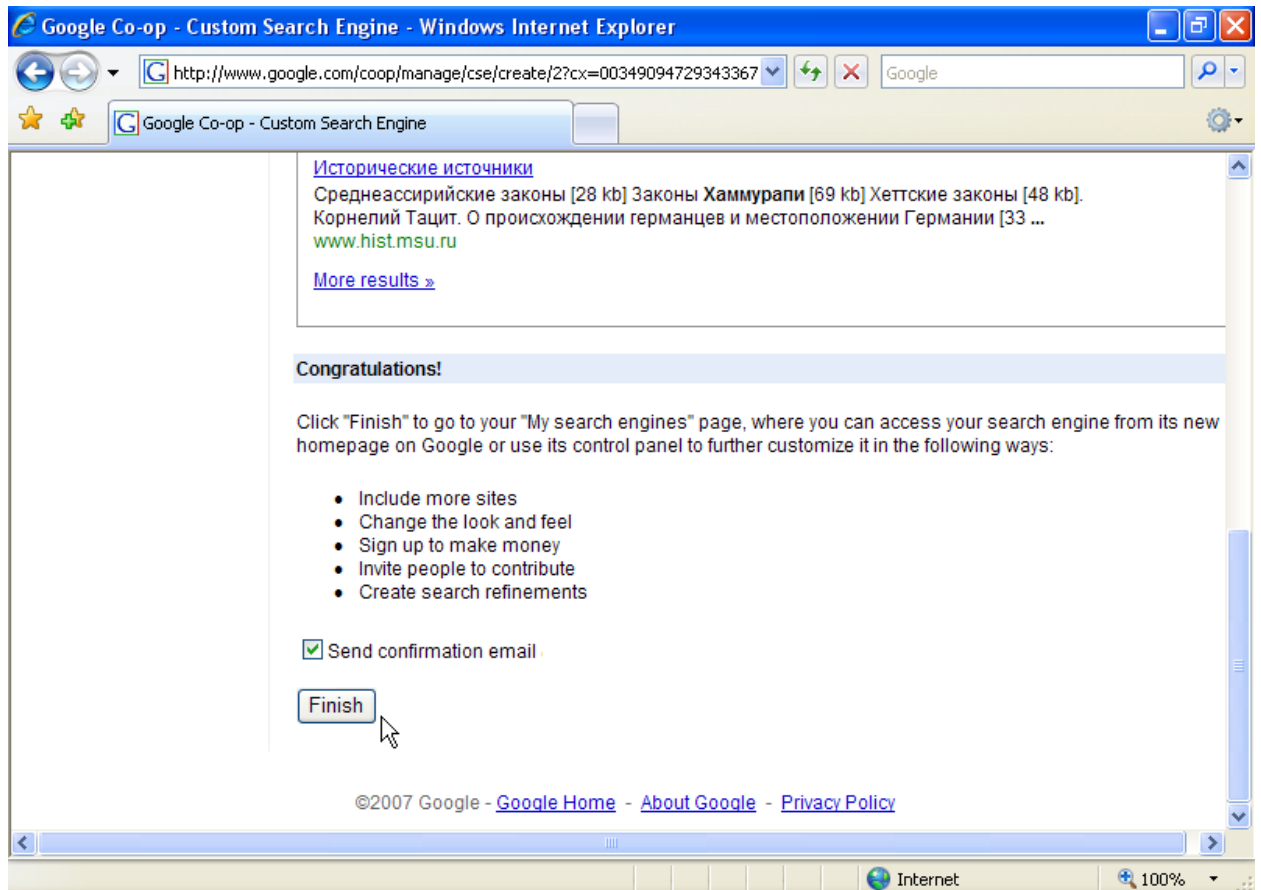 Google Co-op - Custom Search Engine - Windows Internet Explorer
http://www.google.com/coop/manage/cse/create/2?cx=00349094729343367
Google
Google Co-op - Custom Search Engine
Исторические источники
Среднеассирийские законы [28 kb] Законы Хаммурапи [69 kb] Хеттские законы [48 kb].
Корнелий Тацит. О происхождении германцев и местоположении Германии [33 ...
www.hist.msu.ru
More results »
Congratulations!
Click "Finish" to go to your "My search engines" page, where you can access your search engine from its new
homepage on Google or use its control panel to further customize it in the following ways:
• Include more sites
• Change the look and feel
• Sign up to make money
• Invite people to contribute
• Create search refinements
Send confirmation email
Finish
©2007 Google - Google Home - About Google - Privacy Policy
Internet
100%